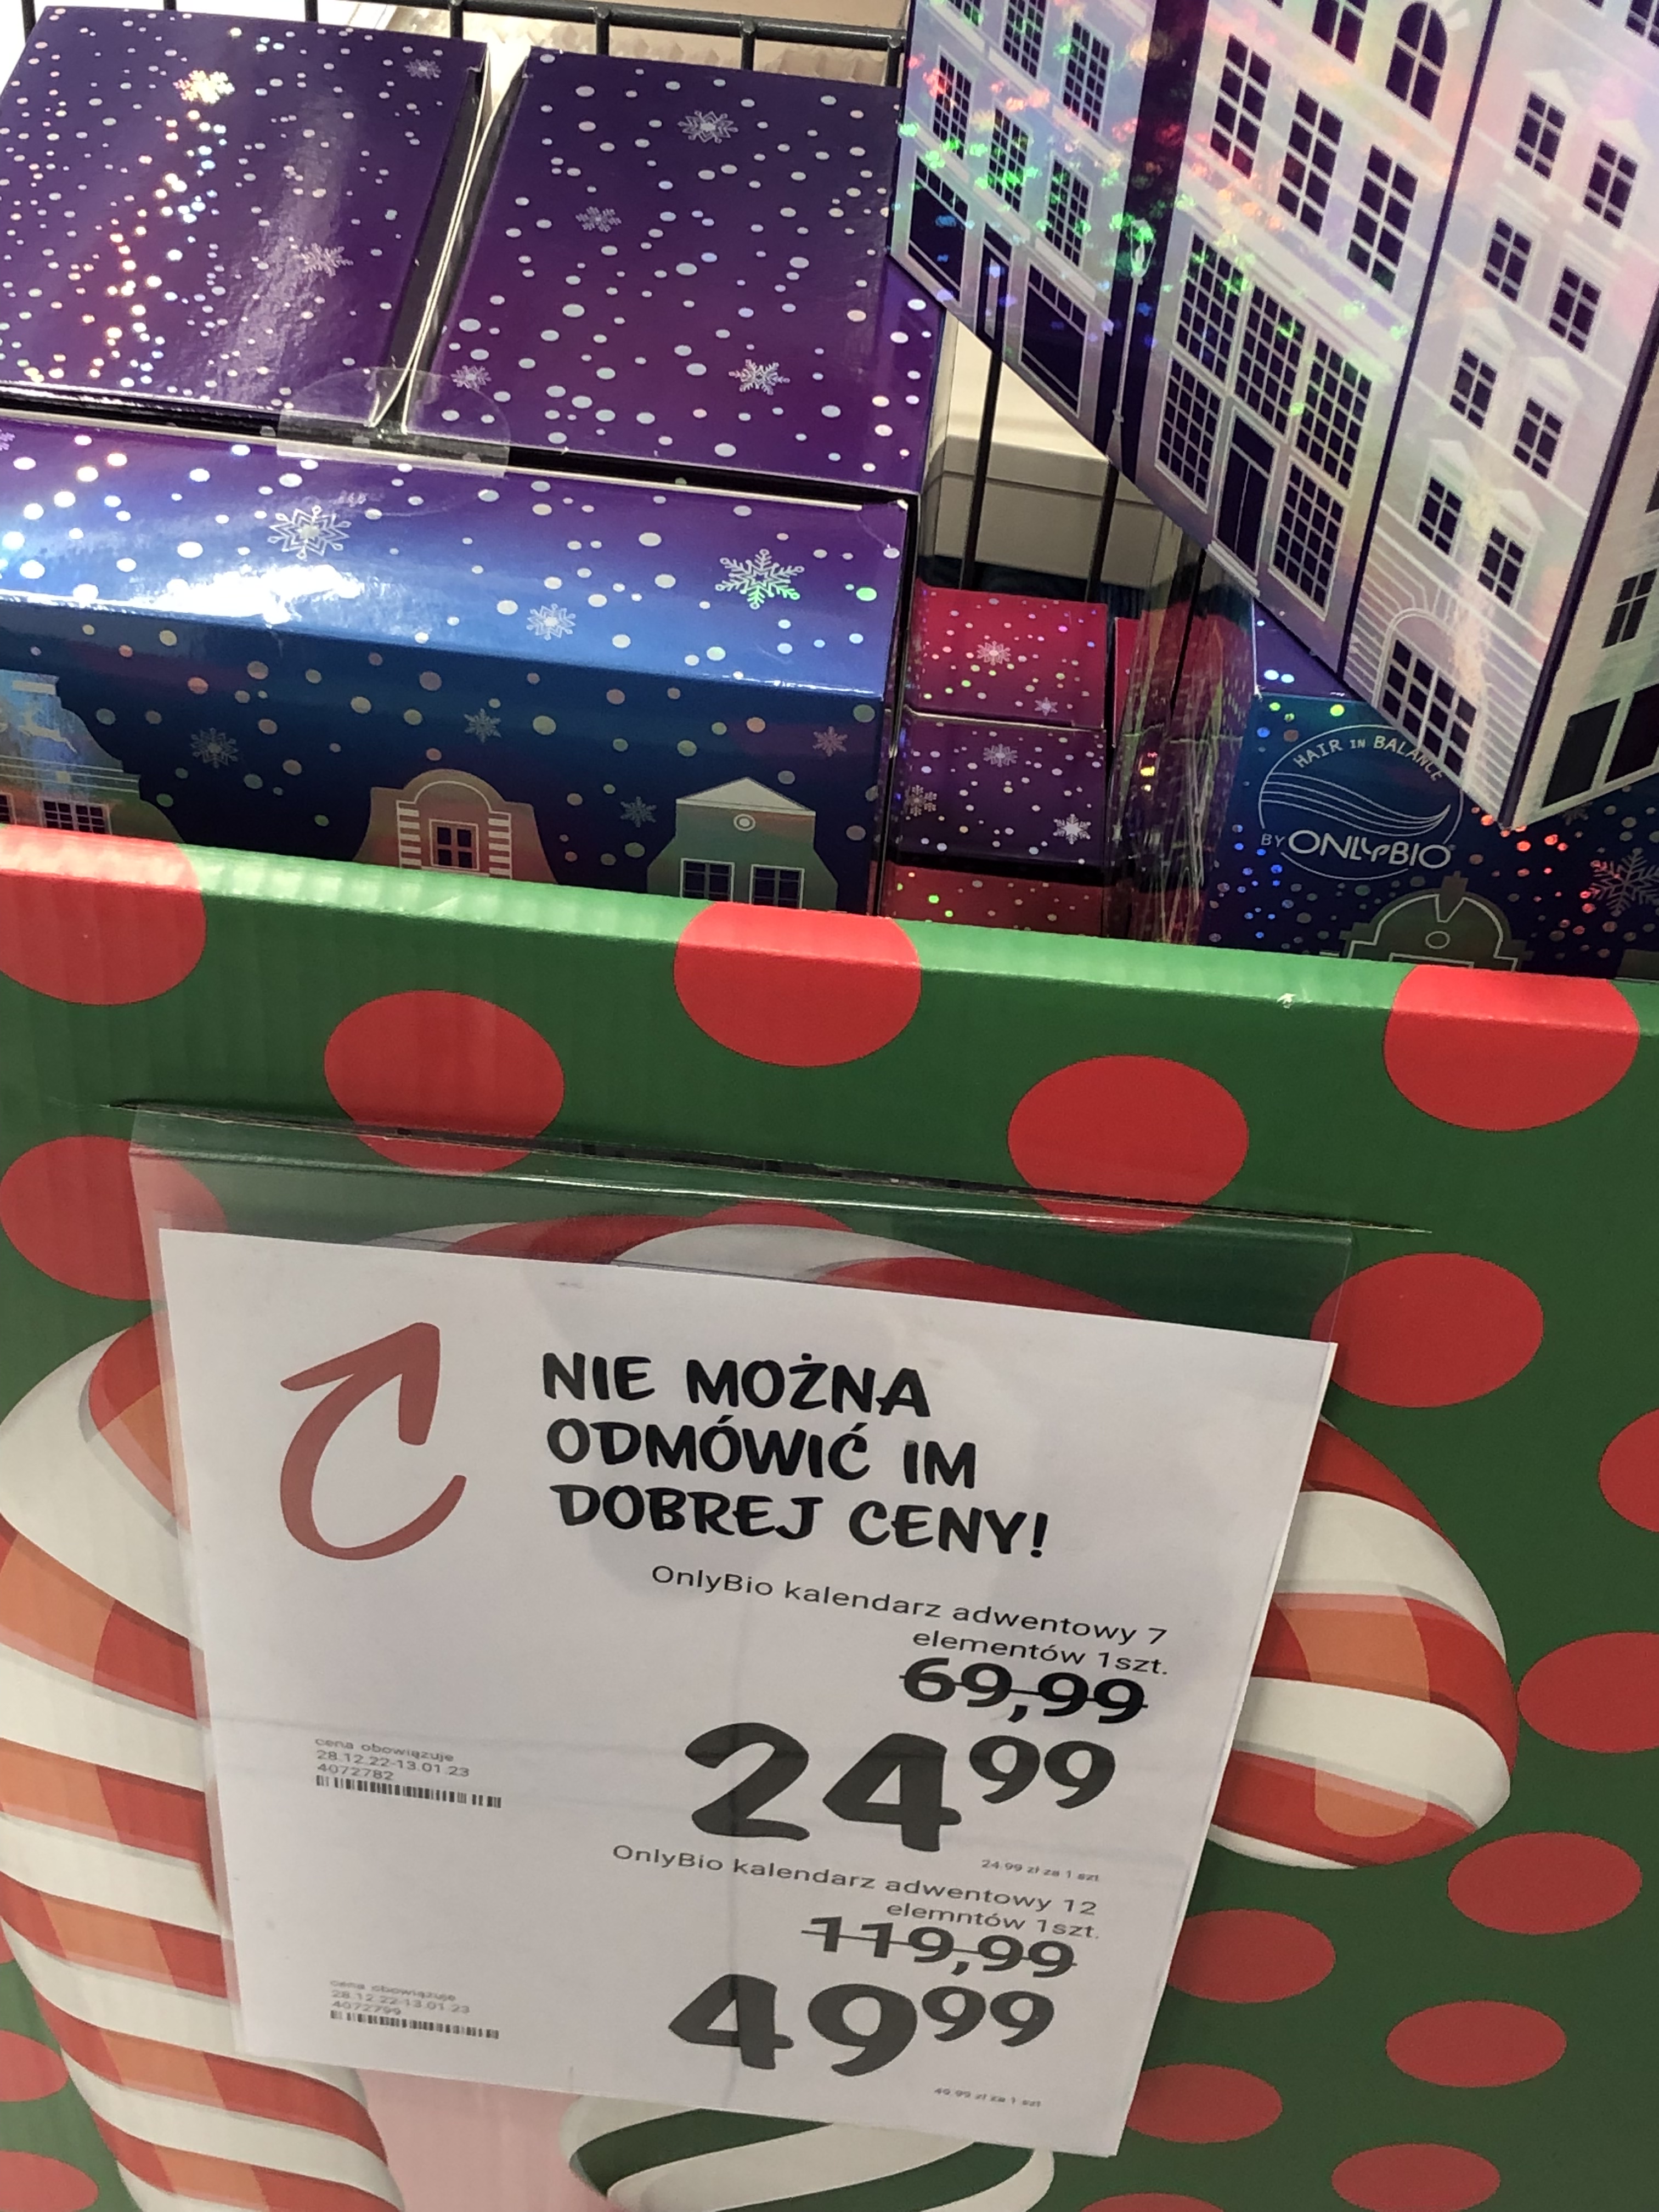 HAIR IN BALANCE
BY ONLYBIO
NIE MOŻNA
ODMÓWIĆ IM
DOBREJ CENY!
OnlyBio kalendarz adwentowy 7
elementów 1szt.
69,99
cena obowiązuje
28.12.22-13.01.23
4072782
24 99
24.99 zł za 1 szt
OnlyBio kalendarz adwentowy 12
elemntów 1szt.
119,99
cena obowiązuje
28.12.22-13.01.23
4072799
49 99
49.99 zł za 1 szt